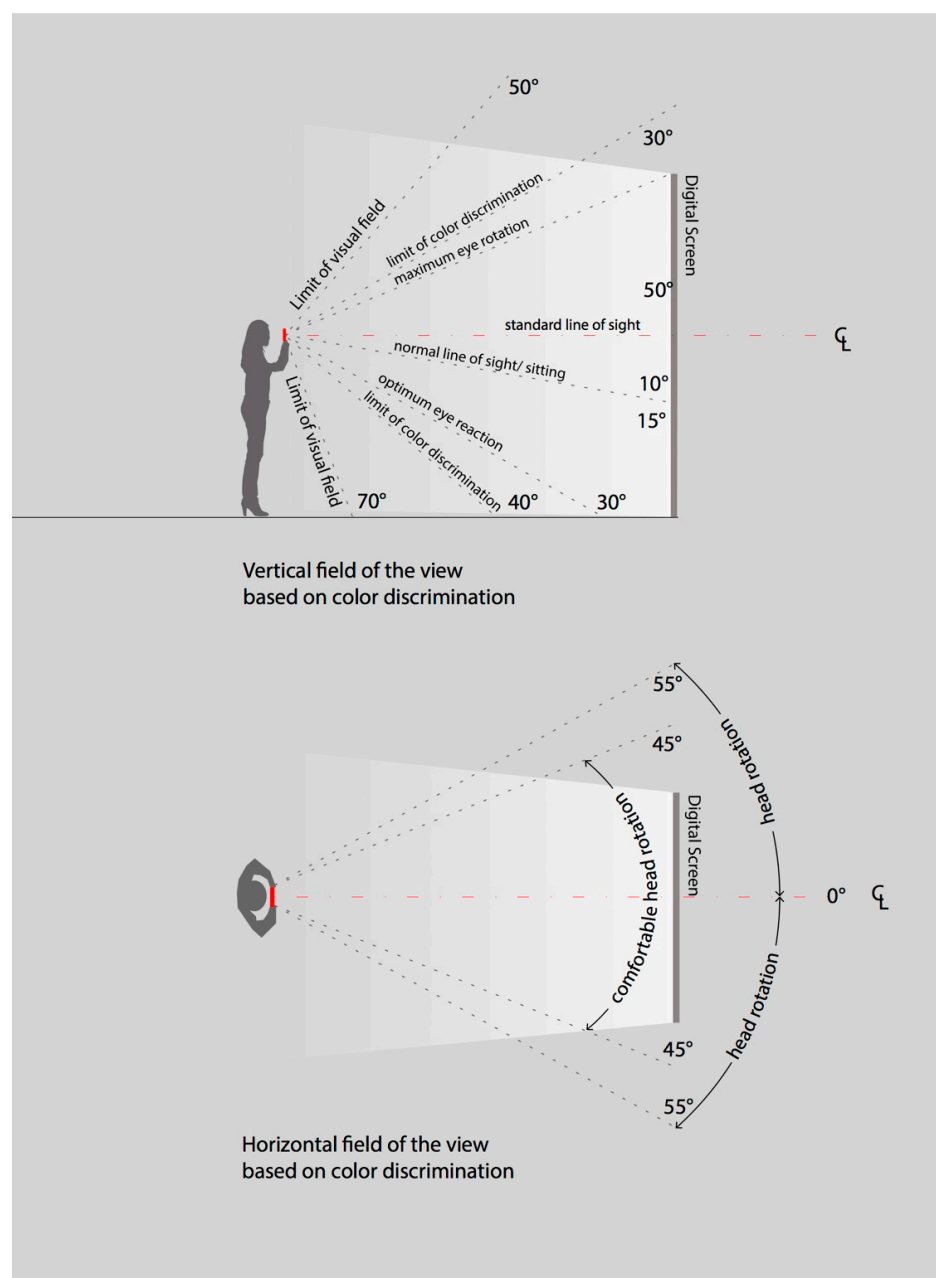 50°
30°
Digital Screen
Limit of visual field
limit of color discrimination
maximum eye rotation
50°
standard line of sight
℄
normal line of sight/ sitting
10°
15°
optimum eye reaction
limit of color discrimination
Limit of visual field
70°
40°
30°
Vertical field of the view
based on color discrimination
55°
45°
head rotation
comfortable head rotation
Digital Screen
0°
℄
head rotation
45°
55°
Horizontal field of the view
based on color discrimination